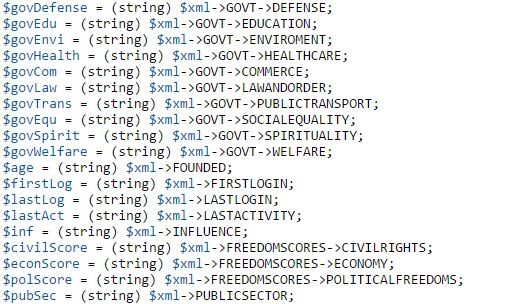 $govDefense = (string) $xml->GOVT->DEFENSE;
$govEdu = (string) $xml->GOVT->EDUCATION;
$govEnvi = (string) $xml->GOVT->ENVIROMENT;
$govHealth = (string) $xml->GOVT->HEALTHCARE;
$govCom = (string) $xml->GOVT->COMMERCE;
$govLaw = (string) $xml->GOVT->LAWANDORDER;
$govTrans = (string) $xml->GOVT->PUBLICTRANSPORT;
$govEqu = (string) $xml->GOVT->SOCIALEQUALITY;
$govSpirit = (string) $xml->GOVT->SPIRITUALITY;
$govWelfare = (string) $xml->GOVT->WELFARE;
$age = (string) $xml->FOUNDED;
$firstLog = (string) $xml->FIRSTLOGIN;
$lastLog = (string) $xml->LASTLOGIN;
$lastAct = (string) $xml->LASTACTIVITY;
$inf = (string) $xml->INFLUENCE;
$civilScore = (string) $xml->FREEDOMSCORES->CIVILRIGHTS;
$econScore = (string) $xml->FREEDOMSCORES->ECONOMY;
$polScore = (string) $xml->FREEDOMSCORES->POLITICALFREEDOMS;
$pubSec = (string) $xml->PUBLICSECTOR;